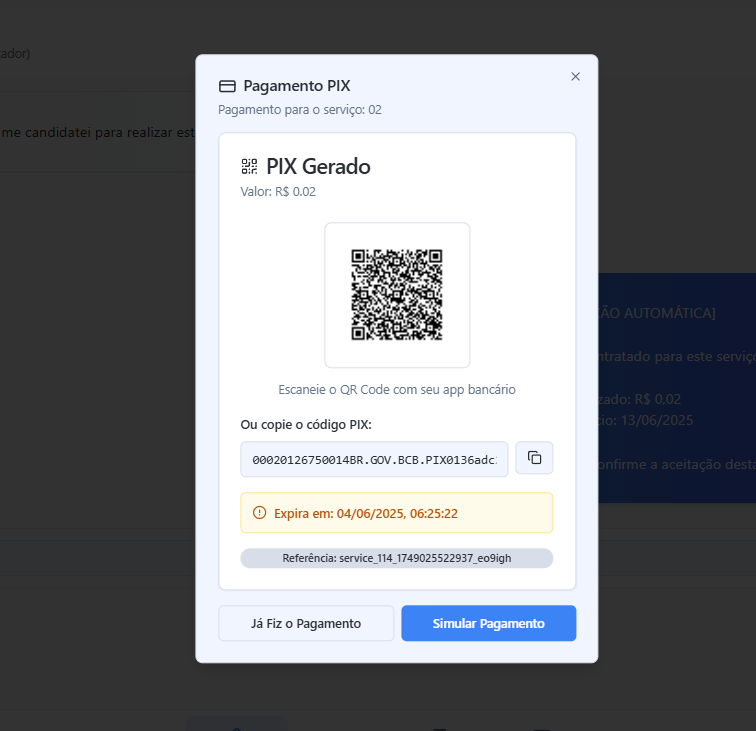 ador)
Pagamento PIX
Pagamento para o serviço: 02
me candidatei para realizar est
PIX Gerado
Valor: R$ 0.02
ÃO AUTOMÁTICA]
ntratado para este serviço
Escaneie o QR Code com seu app bancário
zado: R$ 0,02
cio: 13/06/2025
Ou copie o código PIX:
00020126750014BR.GOV.BCB.PIX0136adc
onfirme a aceitação desta
Expira em: 04/06/2025, 06:25:22
Referência: service_114_1749025522937_eo9igh
Já Fiz o Pagamento
Simular Pagamento